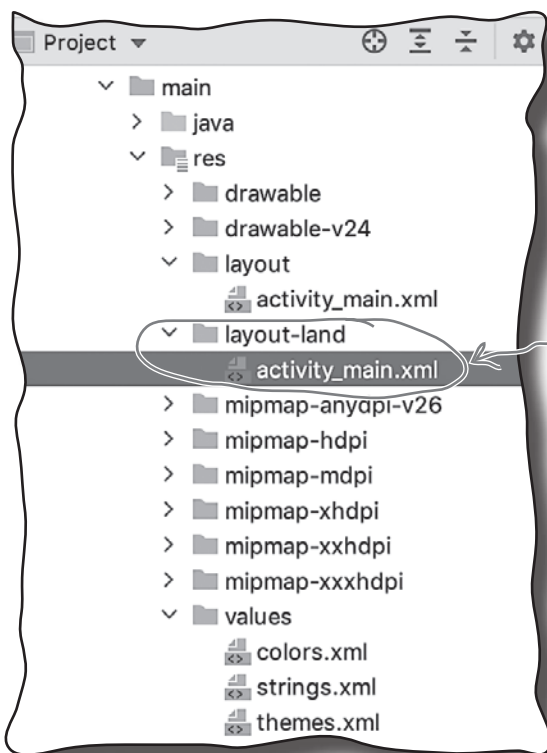 Project
main
java
res
drawable
drawable-v24
layout
activity_main.xml
layout-land
activity_main.xml
mipmap-anydpi-v26
mipmap-hdpi
mipmap-mdpi
mipmap-xhdpi
mipmap-xxhdpi
mipmap-xxxhdpi
values
colors.xml
strings.xml
themes.xml